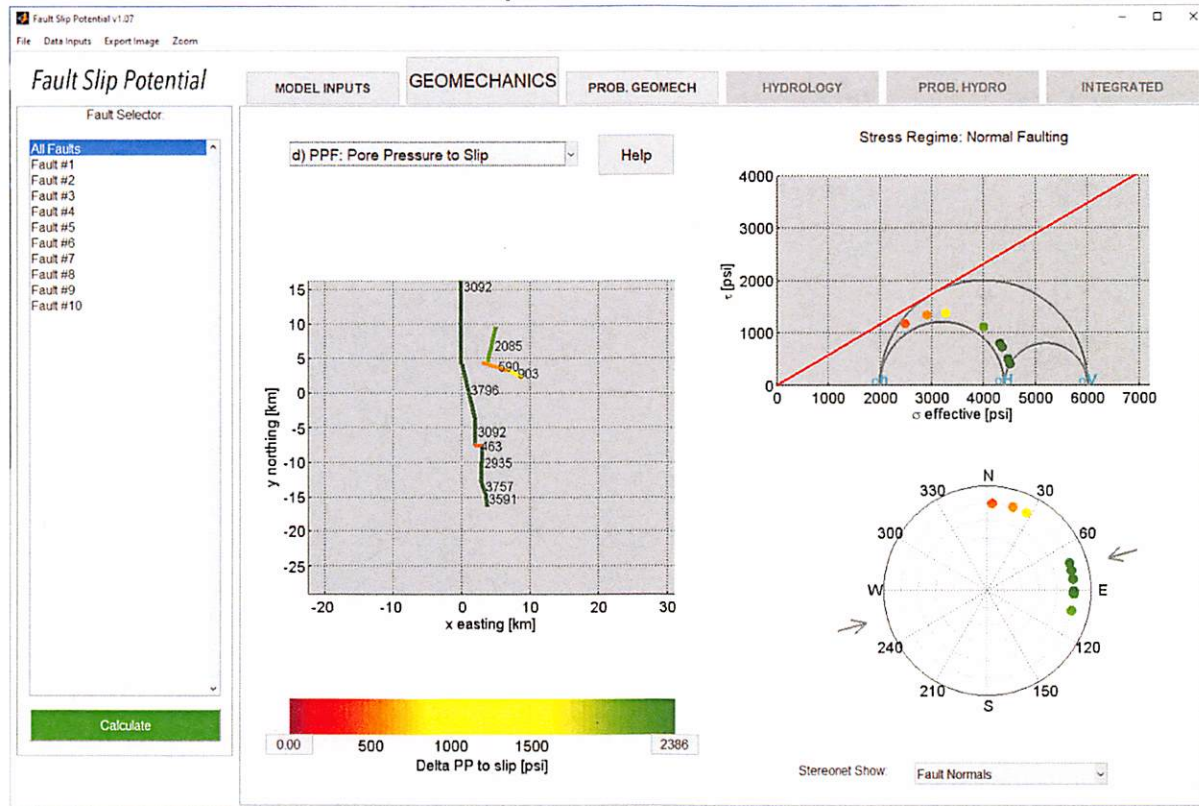 Fault Slip Potential v1.07
File Data Inputs Export Image Zoom
Fault Slip Potential
MODEL INPUTS
GEOMECHANICS
PROB. GEOMECH
HYDROLOGY
PROB. HYDRO
INTEGRATED
Fault Selector:
All Faults
Fault #1
Fault #2
Fault #3
Fault #4
Fault #5
Fault #6
Fault #7
Fault #8
Fault #9
Fault #10
Calculate
d) PPF: Pore Pressure to Slip
Help
15
10
5
0
-5
-10
-15
-20
-25
y northing [km]
3092
2085
590
903
3796
3092
463
2935
3757
3591
-20 -10 0 10 20 30
x easting [km]
0.00 500 1000 1500 2386
Delta PP to slip [psi]
Stress Regime: Normal Faulting
4000
3000
2000
1000
0
τ [psi]
σh σH σV
0 1000 2000 3000 4000 5000 6000 7000
σ effective [psi]
N
30
60
E
120
150
S
210
240
W
300
330
Stereonet Show:
Fault Normals